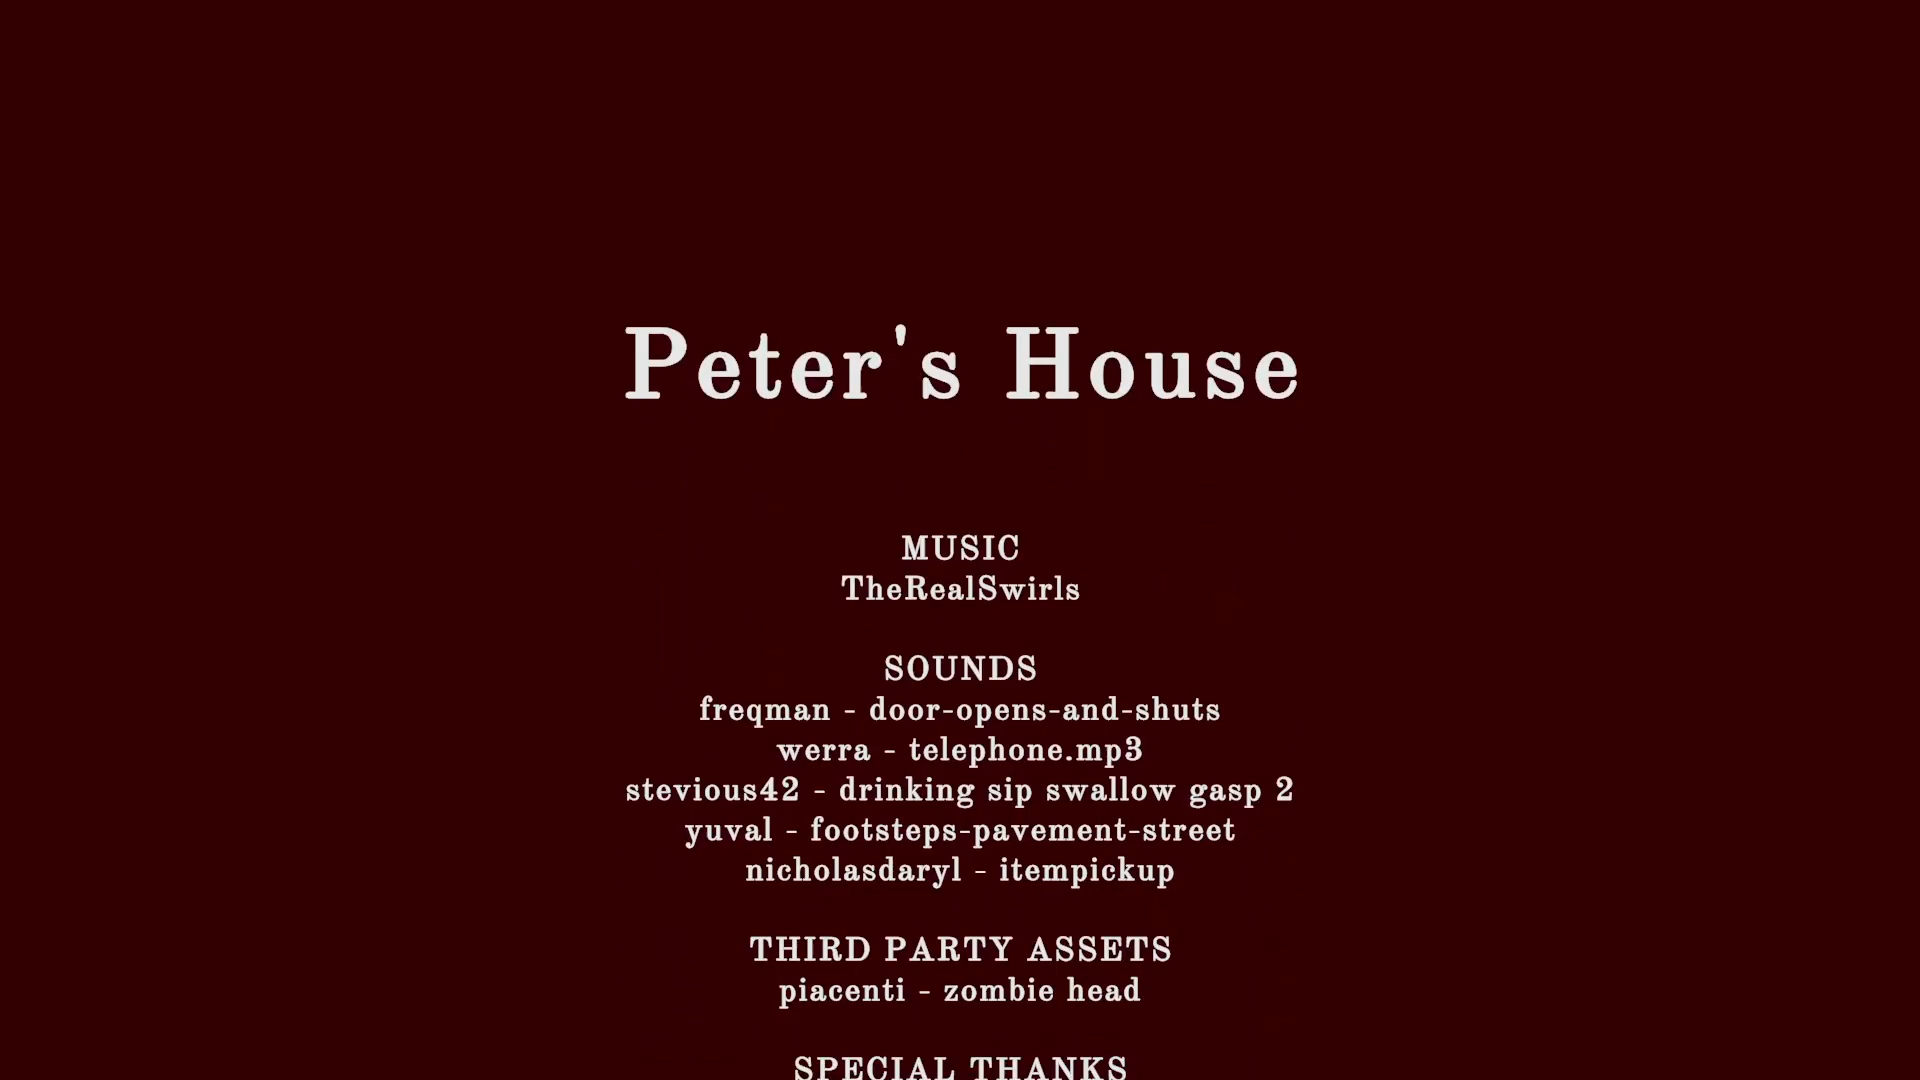 Peter's House
MUSIC
TheRealSwirls
SOUNDS
freqman - door-opens-and-shuts
werra - telephone.mp3
stevious42 - drinking sip swallow gasp 2
yuval - footsteps-pavement-street
nicholasdaryl - itempickup
THIRD PARTY ASSETS
piacenti - zombie head
SPECIAL THANKS